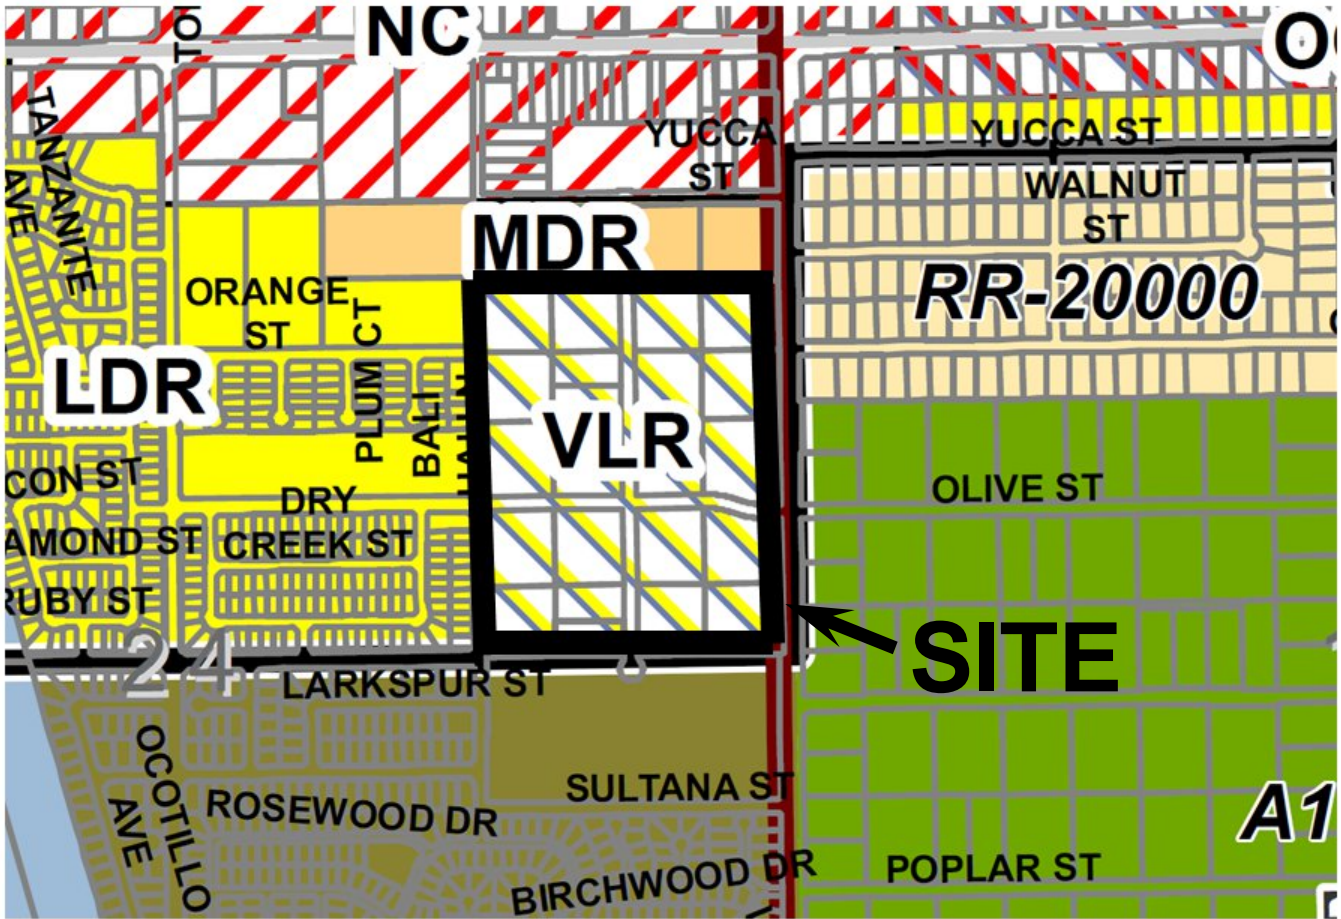 NC
YUCCA
ST
YUCCA ST
WALNUT
ST
TANZANITE
AVE
MDR
RR-20000
ORANGE
ST
PLUM CT
LDR
BALI
VLR
OLIVE ST
DRY
CREEK ST
CON ST
AMOND ST
RUBY ST
SITE
24
LARKSPUR ST
OCOTILLO
AVE
SULTANA ST
ROSEWOOD DR
A1
BIRCHWOOD DR
POPLAR ST